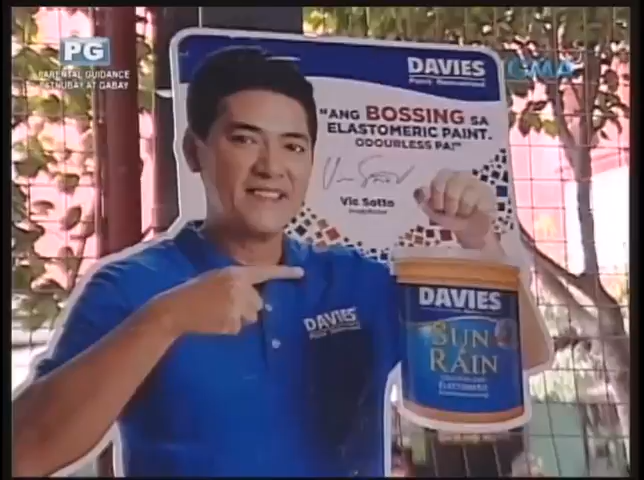 PG
PARENTAL GUIDANCE
PATNUBAY AT GABAY
GMA
DAVIES
"ANG BOSSING SA
ELASTOMERIC PAINT.
ODOURLESS PA!"
Vic Sotto
DAVIES
DAVIES
SUN
RAIN
ELASTOMERIC